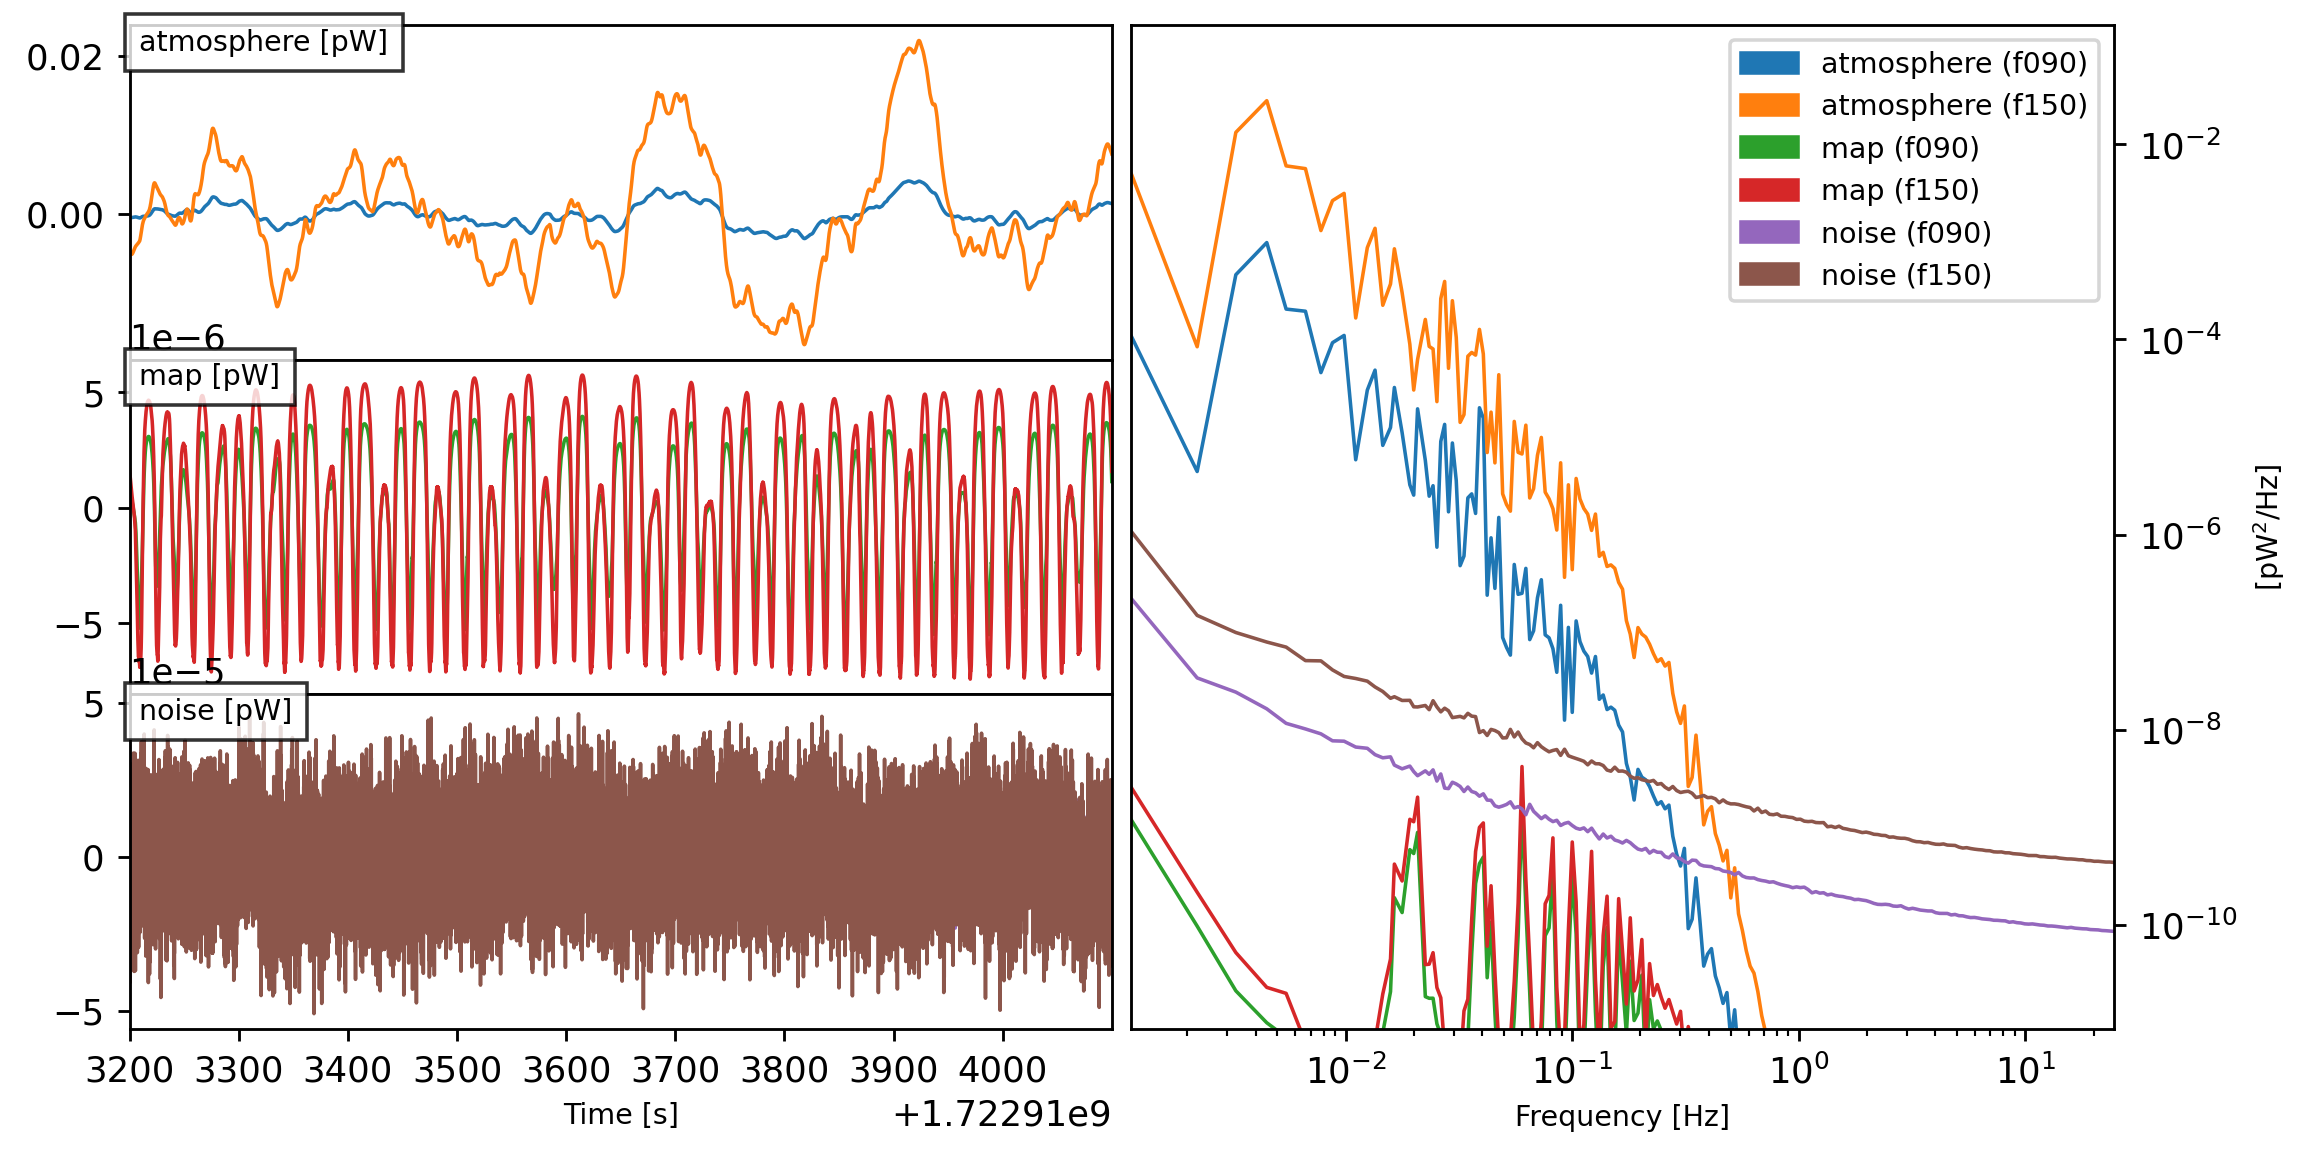 atmosphere [pW]
0.02
0.00
1e−6
map [pW]
5
0
−5
1e−5
noise [pW]
5
0
−5
3200 3300 3400 3500 3600 3700 3800 3900 4000
Time [s]
+1.72291e9
atmosphere (f090)
atmosphere (f150)
map (f090)
map (f150)
noise (f090)
noise (f150)
10⁻²
10⁻⁴
10⁻⁶
10⁻⁸
10⁻¹⁰
[pW²/Hz]
10⁻² 10⁻¹ 10⁰ 10¹
Frequency [Hz]